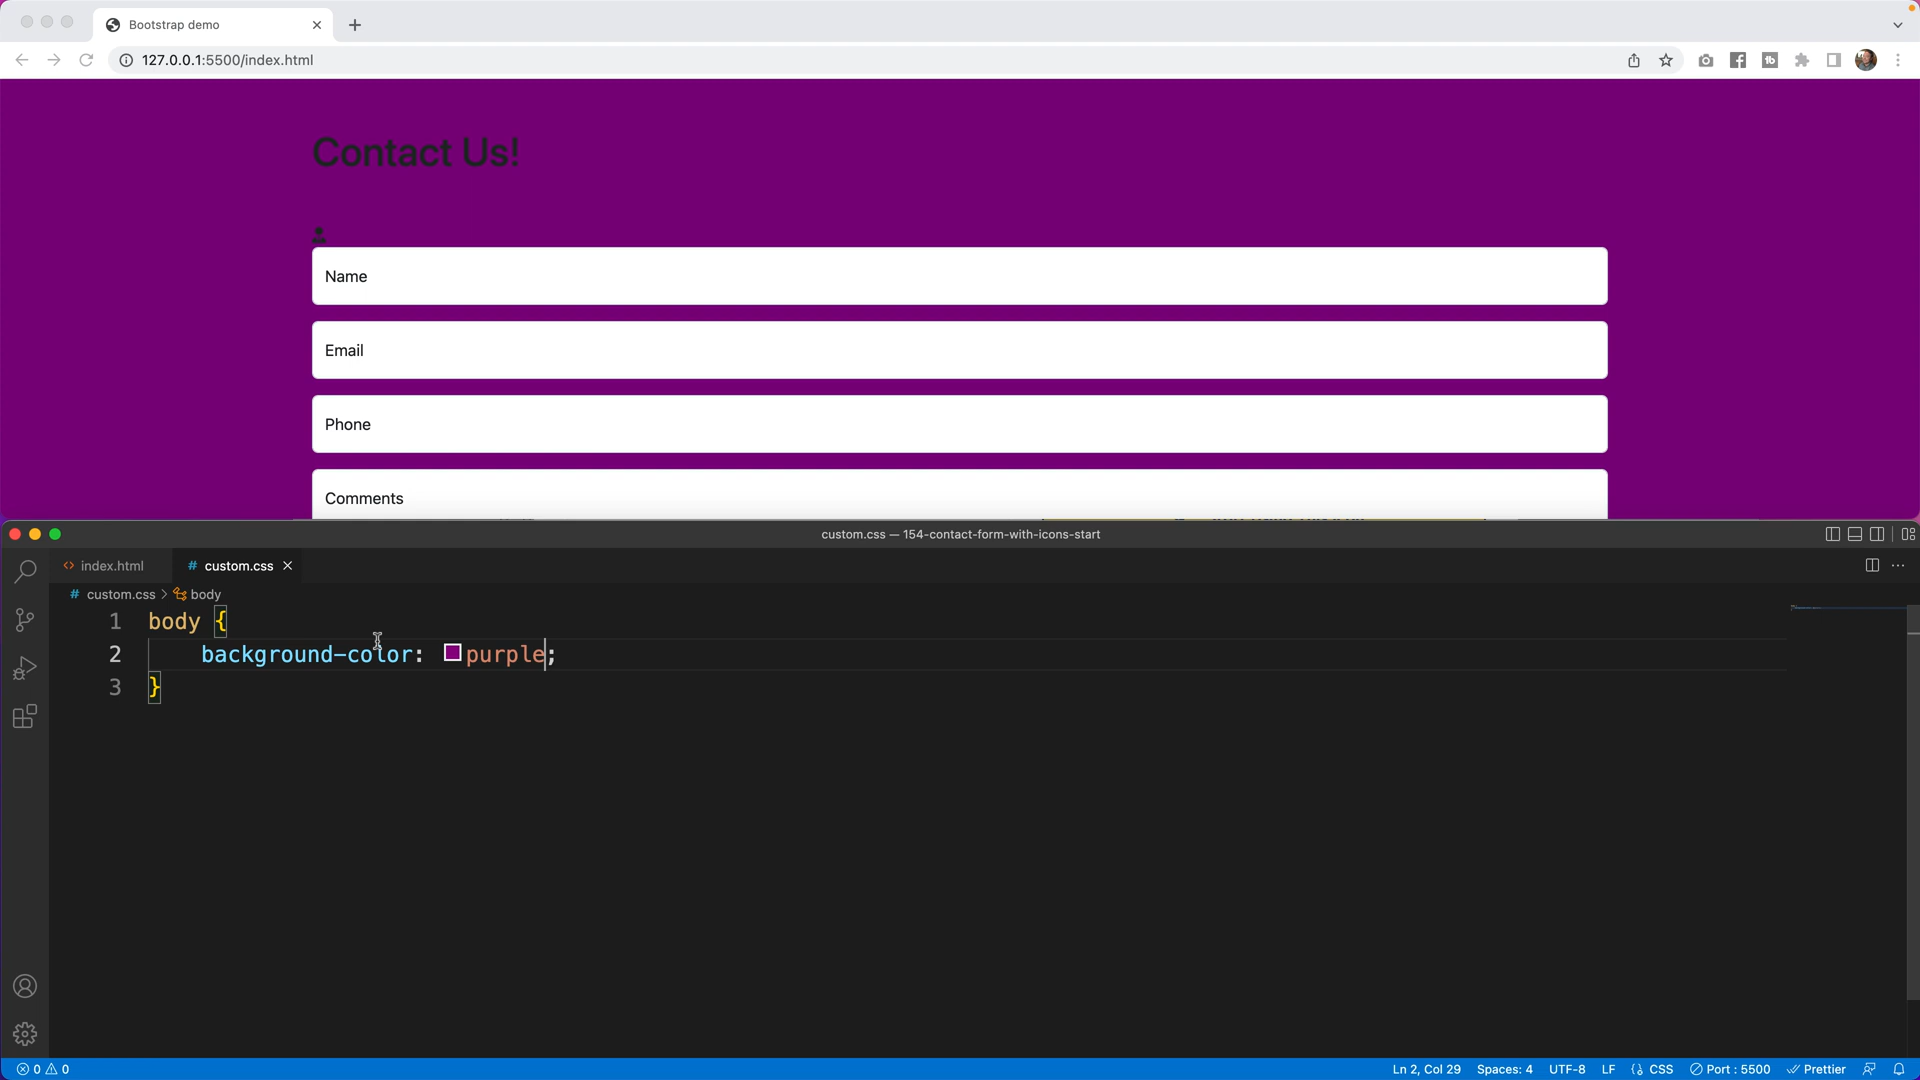 Bootstrap demo
127.0.0.1:5500/index.html
Contact Us!
Name
Email
Phone
Comments
custom.css — 154-contact-form-with-icons-start
index.html
# custom.css
# custom.css > body
1 body {
2 background-color: purple;
3 }
0 0
Ln 2, Col 29 Spaces: 4 UTF-8 LF {} CSS Port : 5500 Prettier